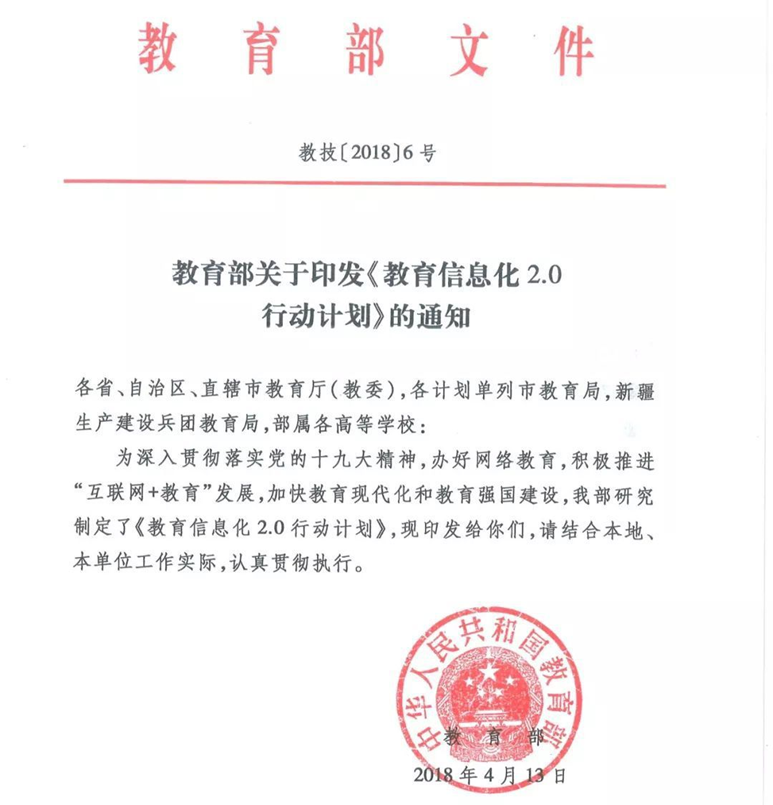 教育部文件
教技〔2018〕6号
教育部关于印发《教育信息化 2.0
行动计划》的通知
各省、自治区、直辖市教育厅(教委),各计划单列市教育局,新疆
生产建设兵团教育局,部属各高等学校:
为深入贯彻落实党的十九大精神,办好网络教育,积极推进
“互联网+教育”发展,加快教育现代化和教育强国建设,我部研究
制定了《教育信息化 2.0 行动计划》,现印发给你们,请结合本地、
本单位工作实际,认真贯彻执行。
中华人民共和国教育部
教育部
2018 年 4 月 13 日